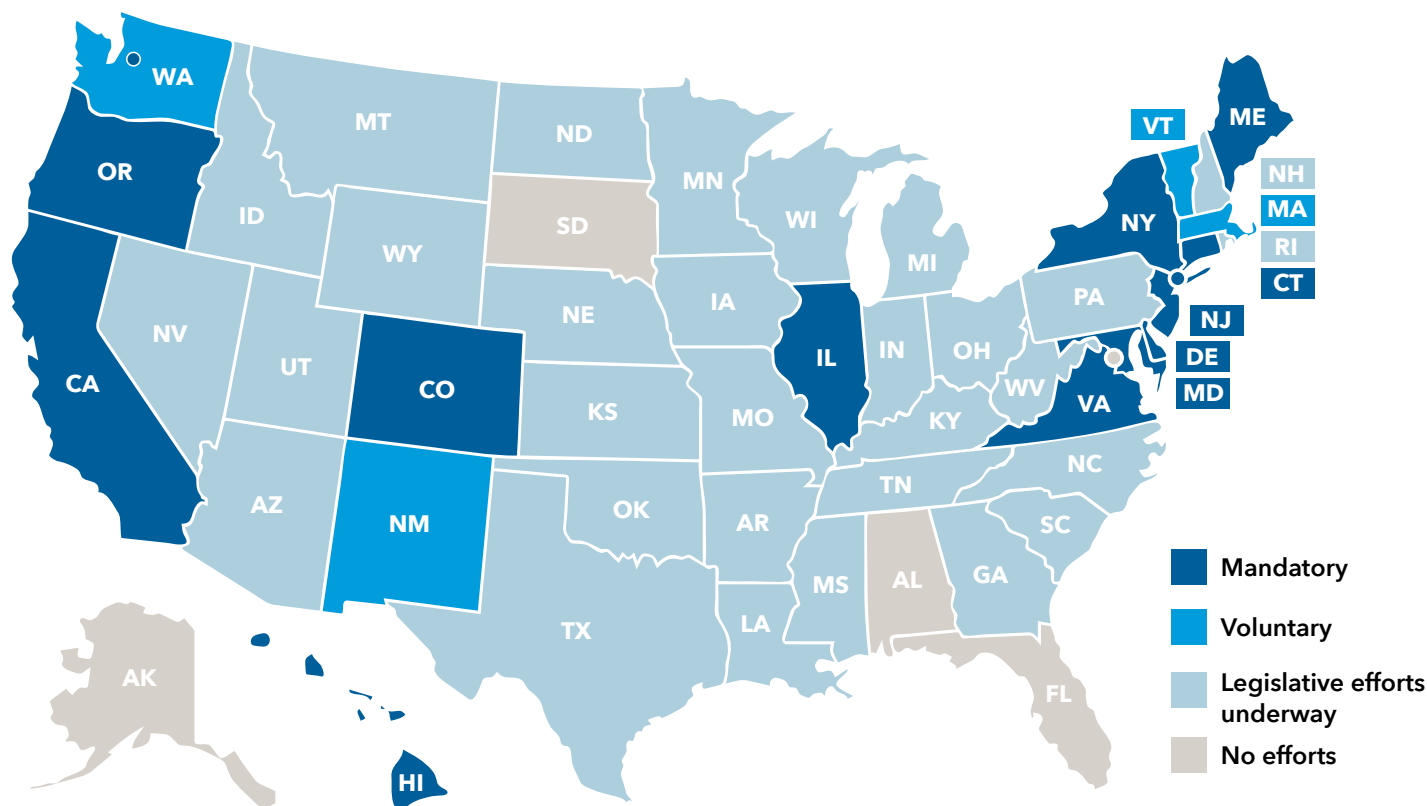 WA
MT
ND
MN
VT
ME
OR
ID
SD
WI
NH
MA
NY
WY
MI
RI
CT
IA
PA
NE
NV
NJ
UT
IL
IN
OH
DE
CA
CO
WV
MD
KS
MO
KY
VA
NC
TN
AZ
NM
OK
AR
SC
MS
AL
GA
Mandatory
TX
LA
Voluntary
AK
FL
Legislative efforts
underway
No efforts
HI